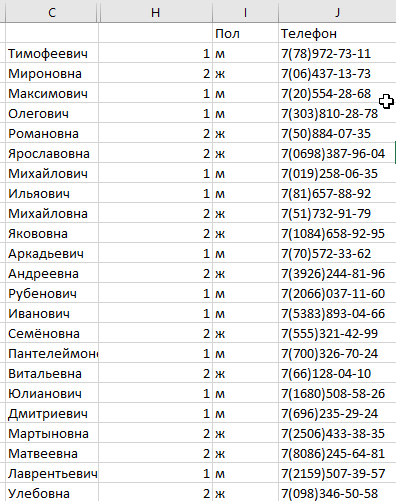 C H I J
Пол Телефон
Тимофеевич 1 м 7(78)972-73-11
Мироновна 2 ж 7(06)437-13-73
Максимович 1 м 7(20)554-28-68
Олегович 1 м 7(303)810-28-78
Романовна 2 ж 7(50)884-07-35
Ярославовна 2 ж 7(0698)387-96-04
Михайлович 1 м 7(019)258-06-35
Ильяович 1 м 7(81)657-88-92
Михайловна 2 ж 7(51)732-91-79
Яковovна 2 ж 7(1084)658-92-95
Аркадьевич 1 м 7(70)572-33-62
Андреевна 2 ж 7(3926)244-81-96
Рубенович 1 м 7(2066)037-11-60
Иванович 1 м 7(5383)893-04-66
Семёновна 2 ж 7(555)321-42-99
Пантелеймоно 1 м 7(700)326-70-24
Витальевна 2 ж 7(66)128-04-10
Юлианович 1 м 7(1680)508-58-26
Дмитриевич 1 м 7(696)235-29-24
Мартыновна 2 ж 7(2506)433-38-35
Матвеевна 2 ж 7(8086)245-64-81
Лаврентьевич 1 м 7(2159)507-39-57
Улебовна 2 ж 7(098)346-50-58